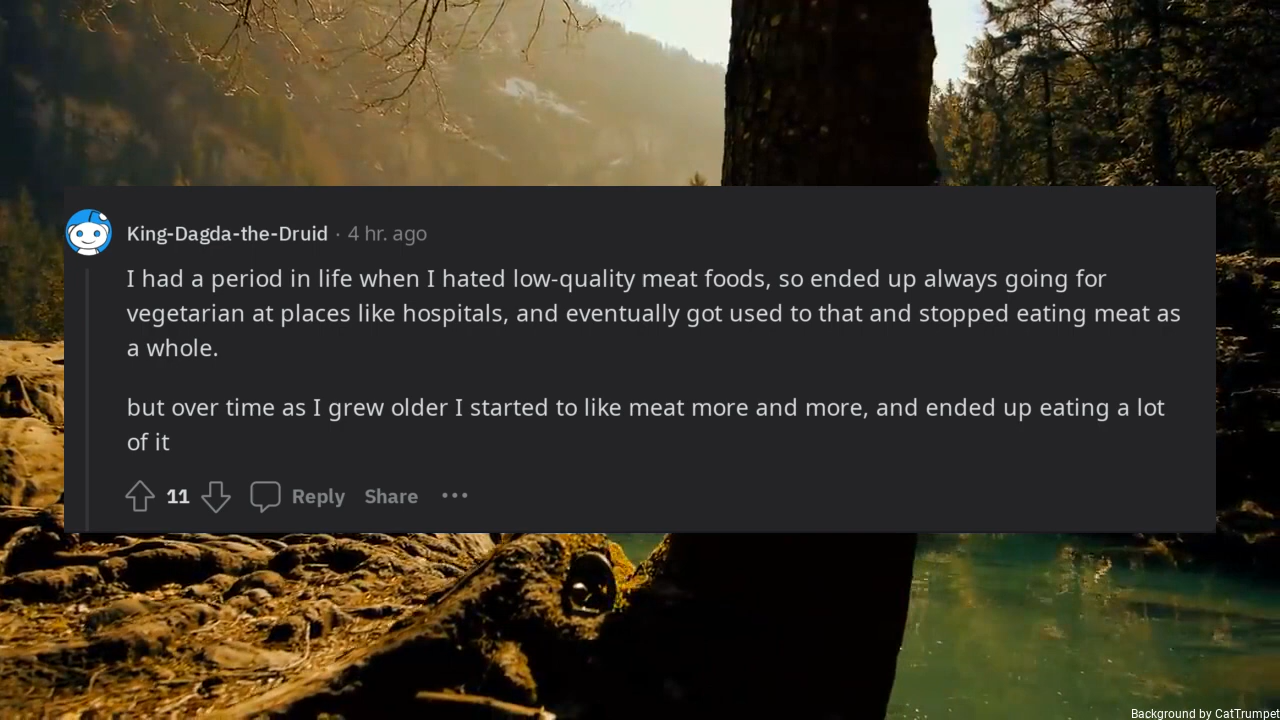 King-Dagda-the-Druid · 4 hr. ago
I had a period in life when I hated low-quality meat foods, so ended up always going for
vegetarian at places like hospitals, and eventually got used to that and stopped eating meat as
a whole.
but over time as I grew older I started to like meat more and more, and ended up eating a lot
of it
11 Reply Share ···
Background by CatTrumpet